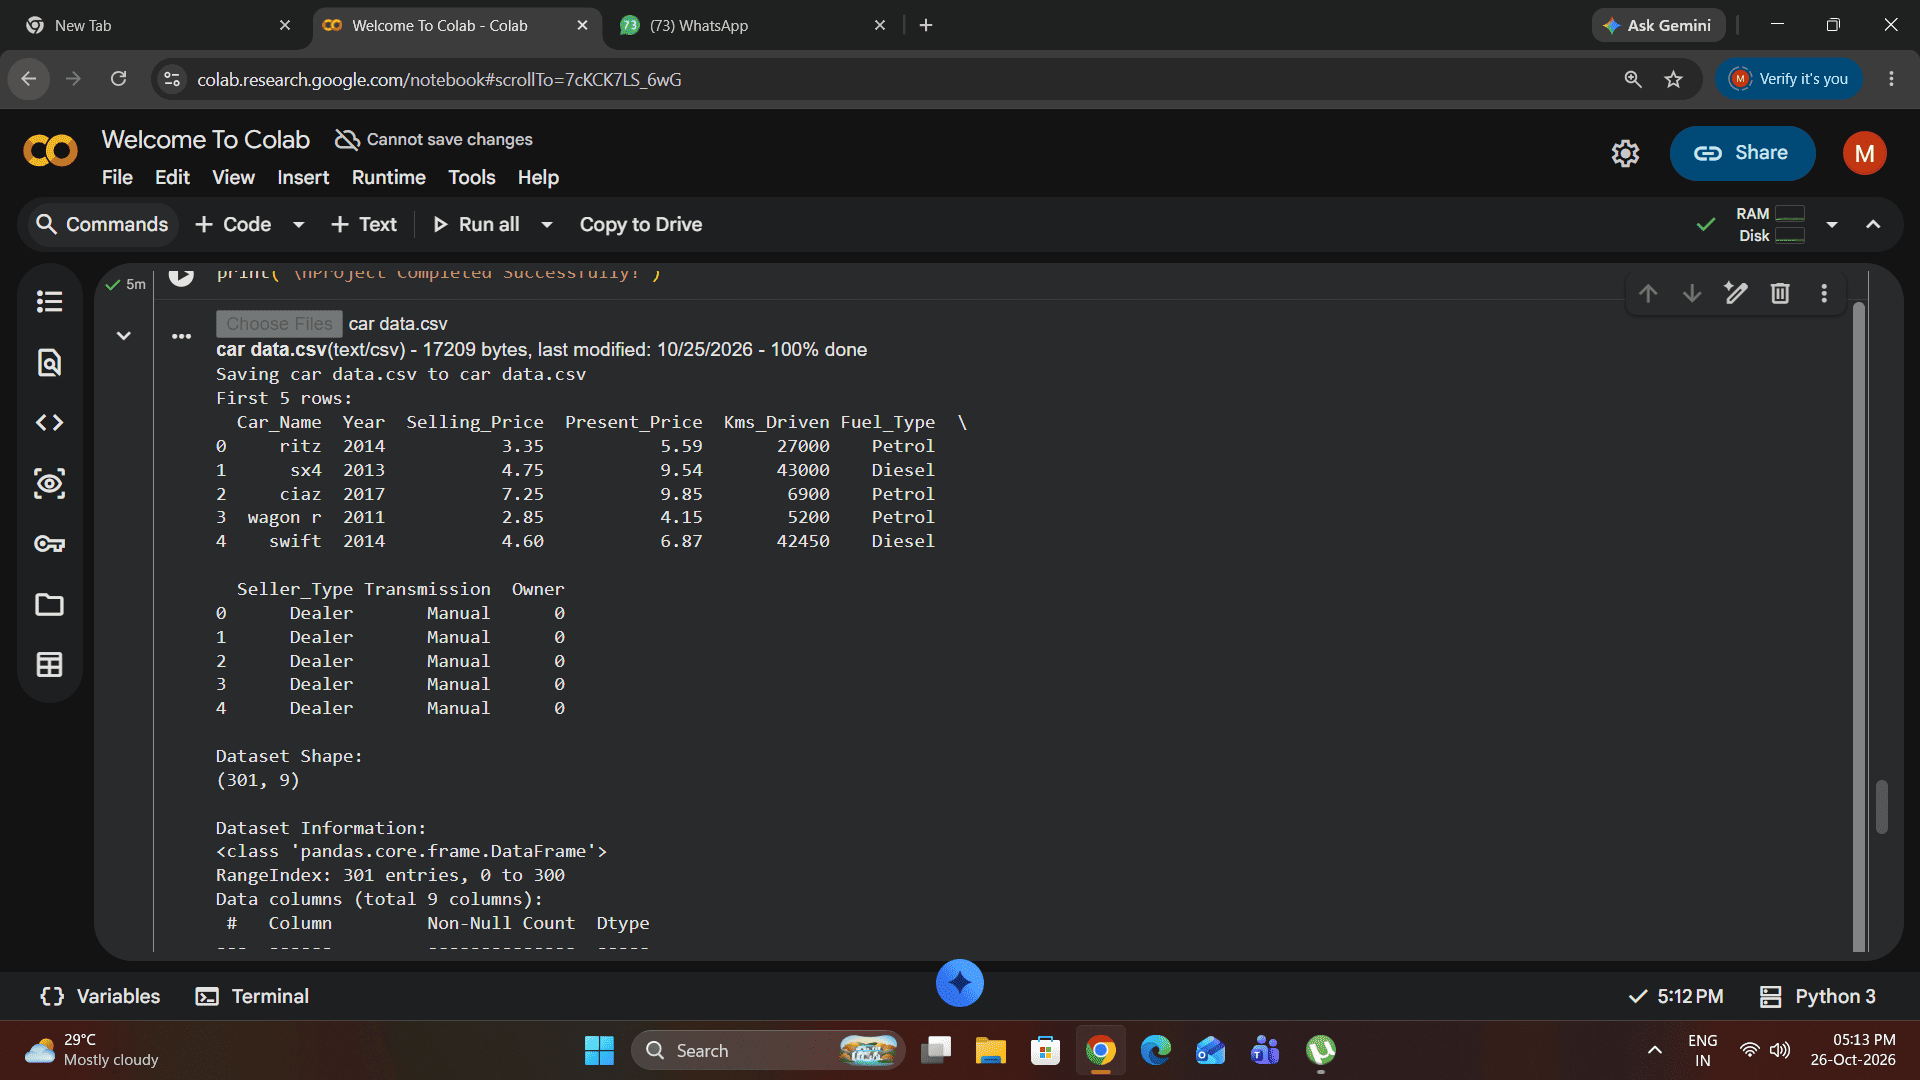 New Tab
Welcome To Colab - Colab
73
(73) WhatsApp
Ask Gemini
colab.research.google.com/notebook#scrollTo=7cKCK7LS_6wG
M
Verify it's you
Welcome To Colab
Cannot save changes
File Edit View Insert Runtime Tools Help
Share
M
Commands
Code
Text
Run all
Copy to Drive
RAM
Disk
5m
print( \nProject Completed Successfully! )
Choose Files car data.csv
car data.csv(text/csv) - 17209 bytes, last modified: 10/25/2026 - 100% done
Saving car data.csv to car data.csv
First 5 rows:
  Car_Name  Year  Selling_Price  Present_Price  Kms_Driven Fuel_Type  \
0     ritz  2014           3.35           5.59       27000    Petrol
1      sx4  2013           4.75           9.54       43000    Diesel
2     ciaz  2017           7.25           9.85        6900    Petrol
3  wagon r  2011           2.85           4.15        5200    Petrol
4    swift  2014           4.60           6.87       42450    Diesel
  Seller_Type Transmission  Owner
0      Dealer       Manual      0
1      Dealer       Manual      0
2      Dealer       Manual      0
3      Dealer       Manual      0
4      Dealer       Manual      0
Dataset Shape:
(301, 9)
Dataset Information:
<class 'pandas.core.frame.DataFrame'>
RangeIndex: 301 entries, 0 to 300
Data columns (total 9 columns):
 #   Column         Non-Null Count  Dtype
---  ------         --------------  -----
Variables
Terminal
5:12 PM
Python 3
29°C
Mostly cloudy
Search
ENG
IN
05:13 PM
26-Oct-2026